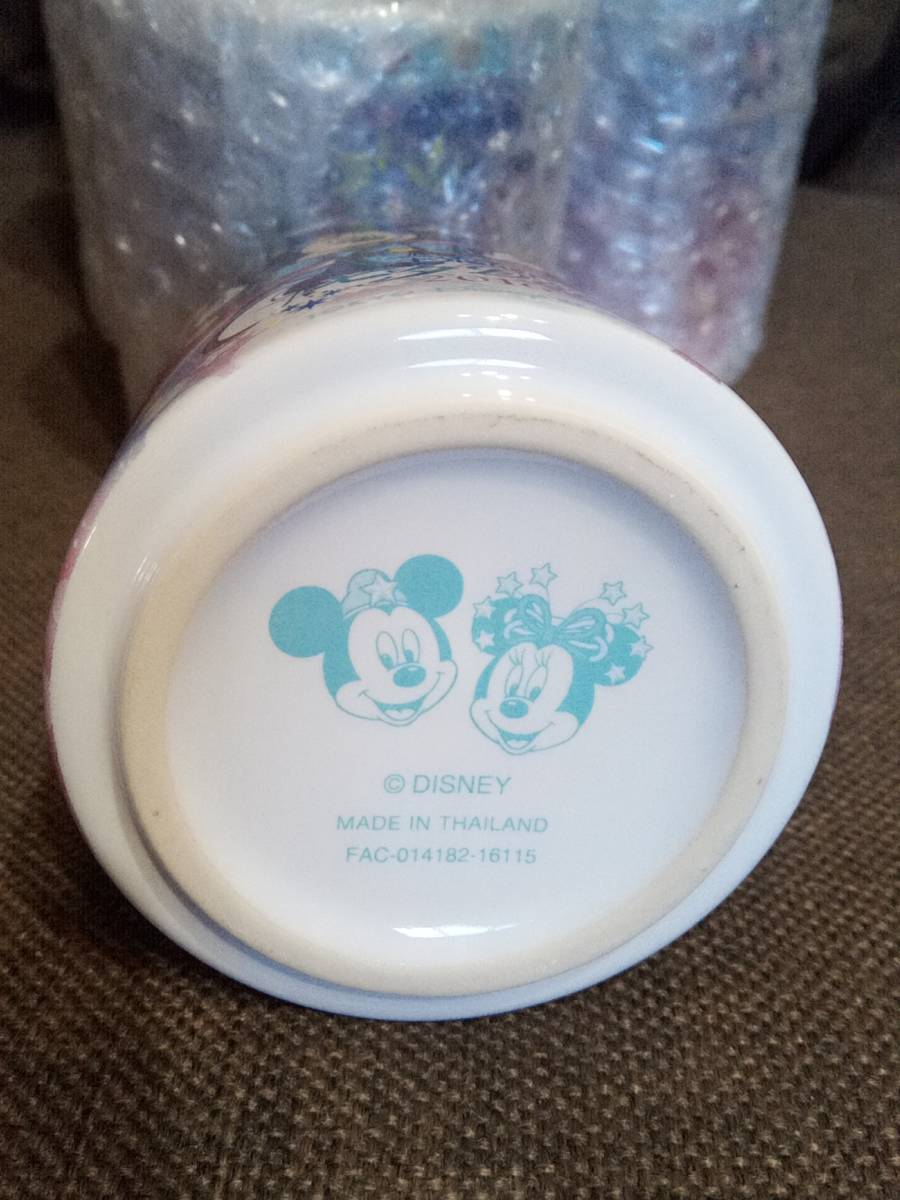 © DISNEY
MADE IN THAILAND
FAC-014182-16115